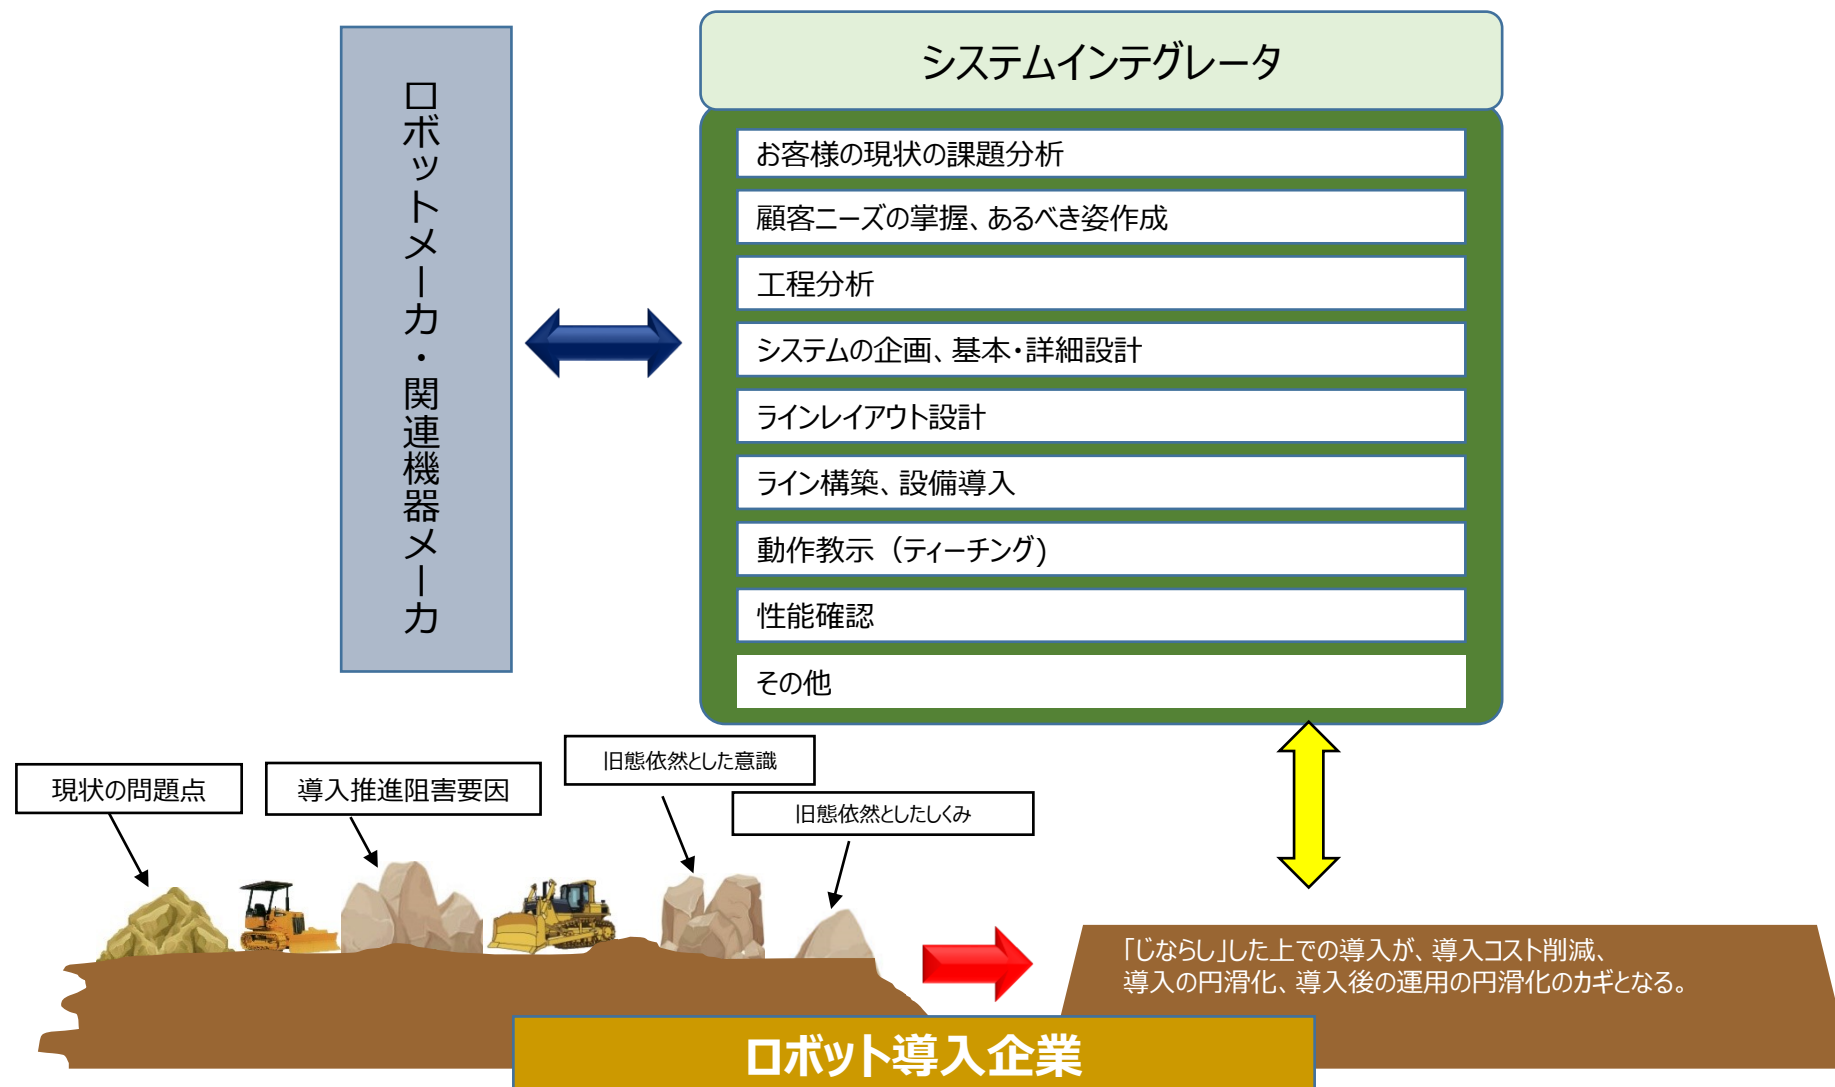 ロボットメーカ・関連機器メーカ
システムインテグレータ
お客様の現状の課題分析
顧客ニーズの掌握、あるべき姿作成
工程分析
システムの企画、基本・詳細設計
ラインレイアウト設計
ライン構築、設備導入
動作教示（ティーチング)
性能確認
その他
現状の問題点
導入推進阻害要因
旧態依然とした意識
旧態依然としたしくみ
「じならし」した上での導入が、導入コスト削減、
導入の円滑化、導入後の運用の円滑化のカギとなる。
ロボット導入企業